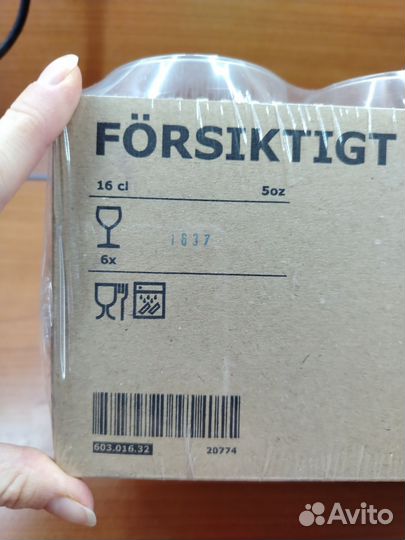 FÖRSIKTIGT
16 cl 5oz
1637
6x
603.016.32 20774
Avito